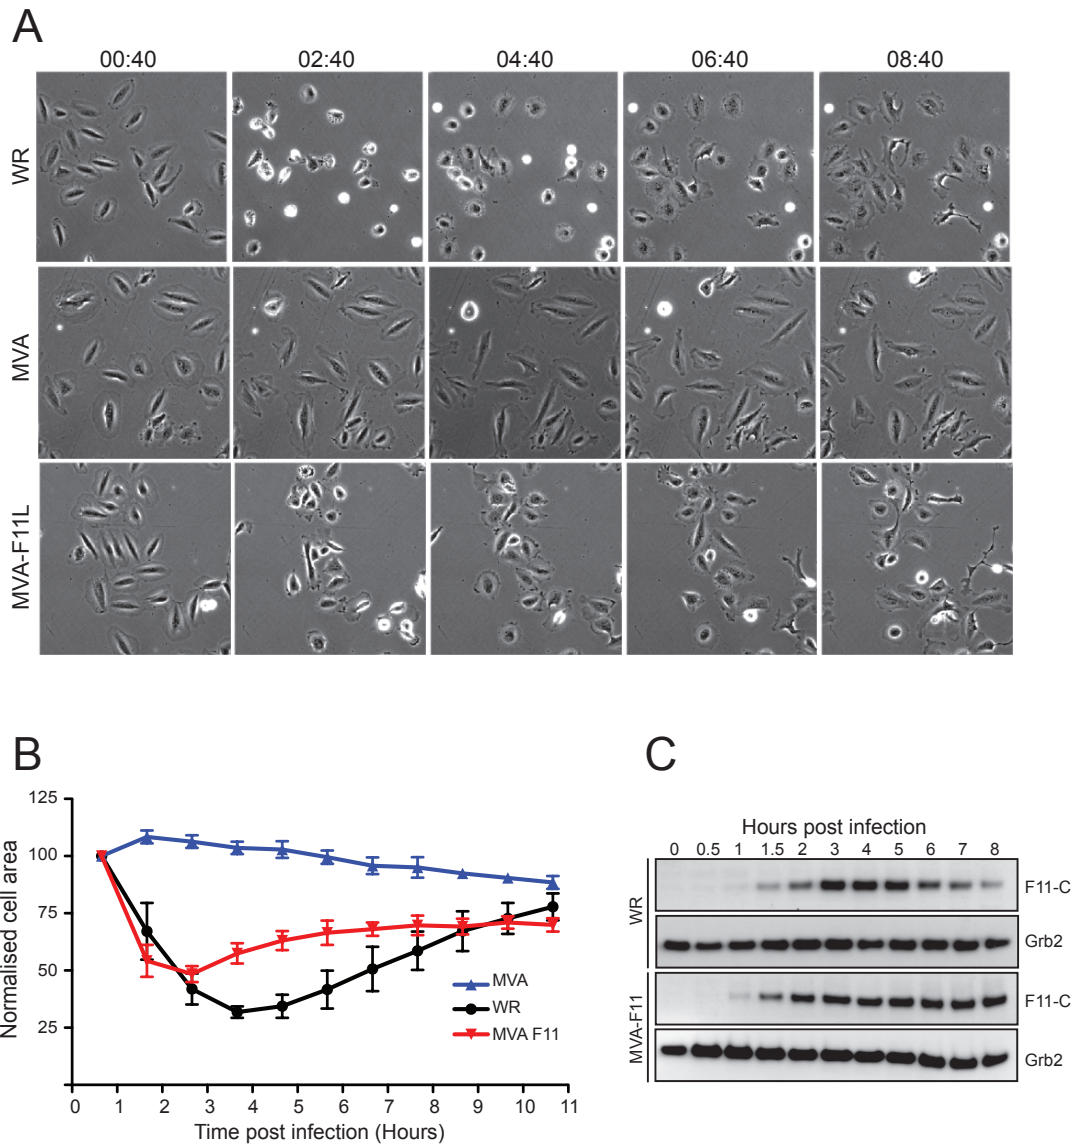 A
00:40 02:40 04:40 06:40 08:40
WR
MVA
MVA-F11L
B
125
100
75
50
25
Normalised cell area
MVA
WR
MVA F11
0 1 2 3 4 5 6 7 8 9 10 11
Time post infection (Hours)
C
Hours post infection
0 0.5 1 1.5 2 3 4 5 6 7 8
WR
F11-C
Grb2
MVA-F11
F11-C
Grb2